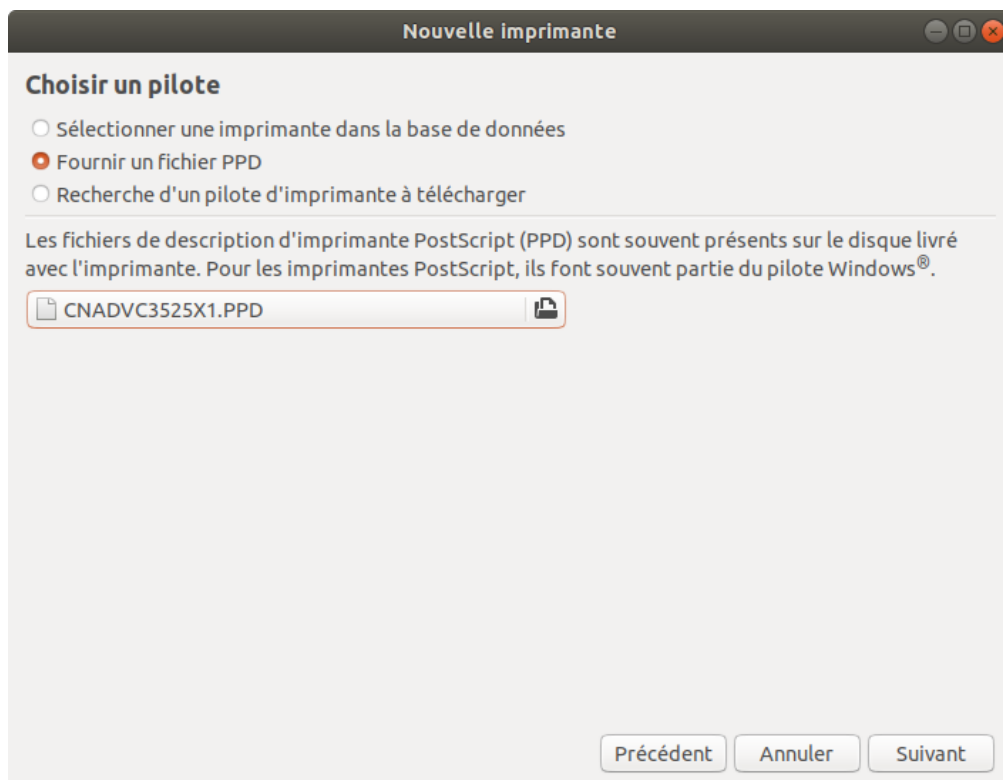 Nouvelle imprimante
Choisir un pilote
Sélectionner une imprimante dans la base de données
Fournir un fichier PPD
Recherche d'un pilote d'imprimante à télécharger
Les fichiers de description d'imprimante PostScript (PPD) sont souvent présents sur le disque livré
avec l'imprimante. Pour les imprimantes PostScript, ils font souvent partie du pilote Windows®.
CNADVC3525X1.PPD
Précédent Annuler Suivant